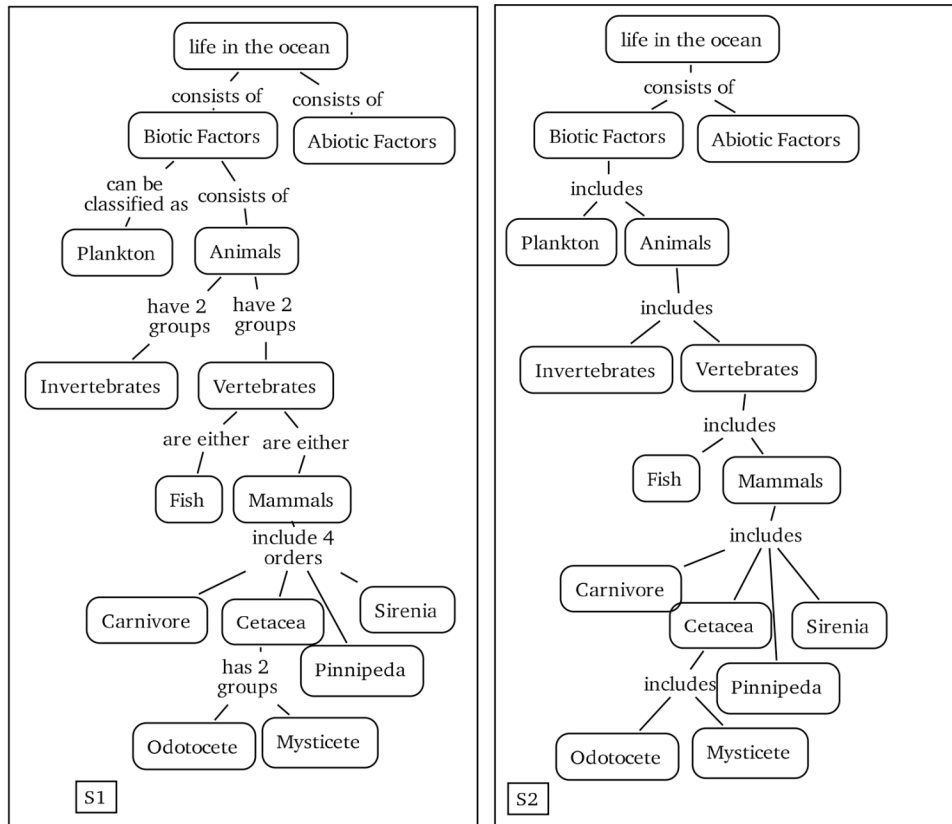 life in the ocean
consists of
consists of
Biotic Factors
Abiotic Factors
can be
classified as
consists of
Plankton
Animals
have 2
groups
have 2
groups
Invertebrates
Vertebrates
are either
are either
Fish
Mammals
include 4
orders
Carnivore
Cetacea
Sirenia
Pinnipeda
has 2
groups
Odotocete
Mysticete
S1
life in the ocean
consists of
Biotic Factors
Abiotic Factors
includes
Plankton
Animals
includes
Invertebrates
Vertebrates
includes
Fish
Mammals
includes
Carnivore
Cetacea
Sirenia
includes
Pinnipeda
Odotocete
Mysticete
S2